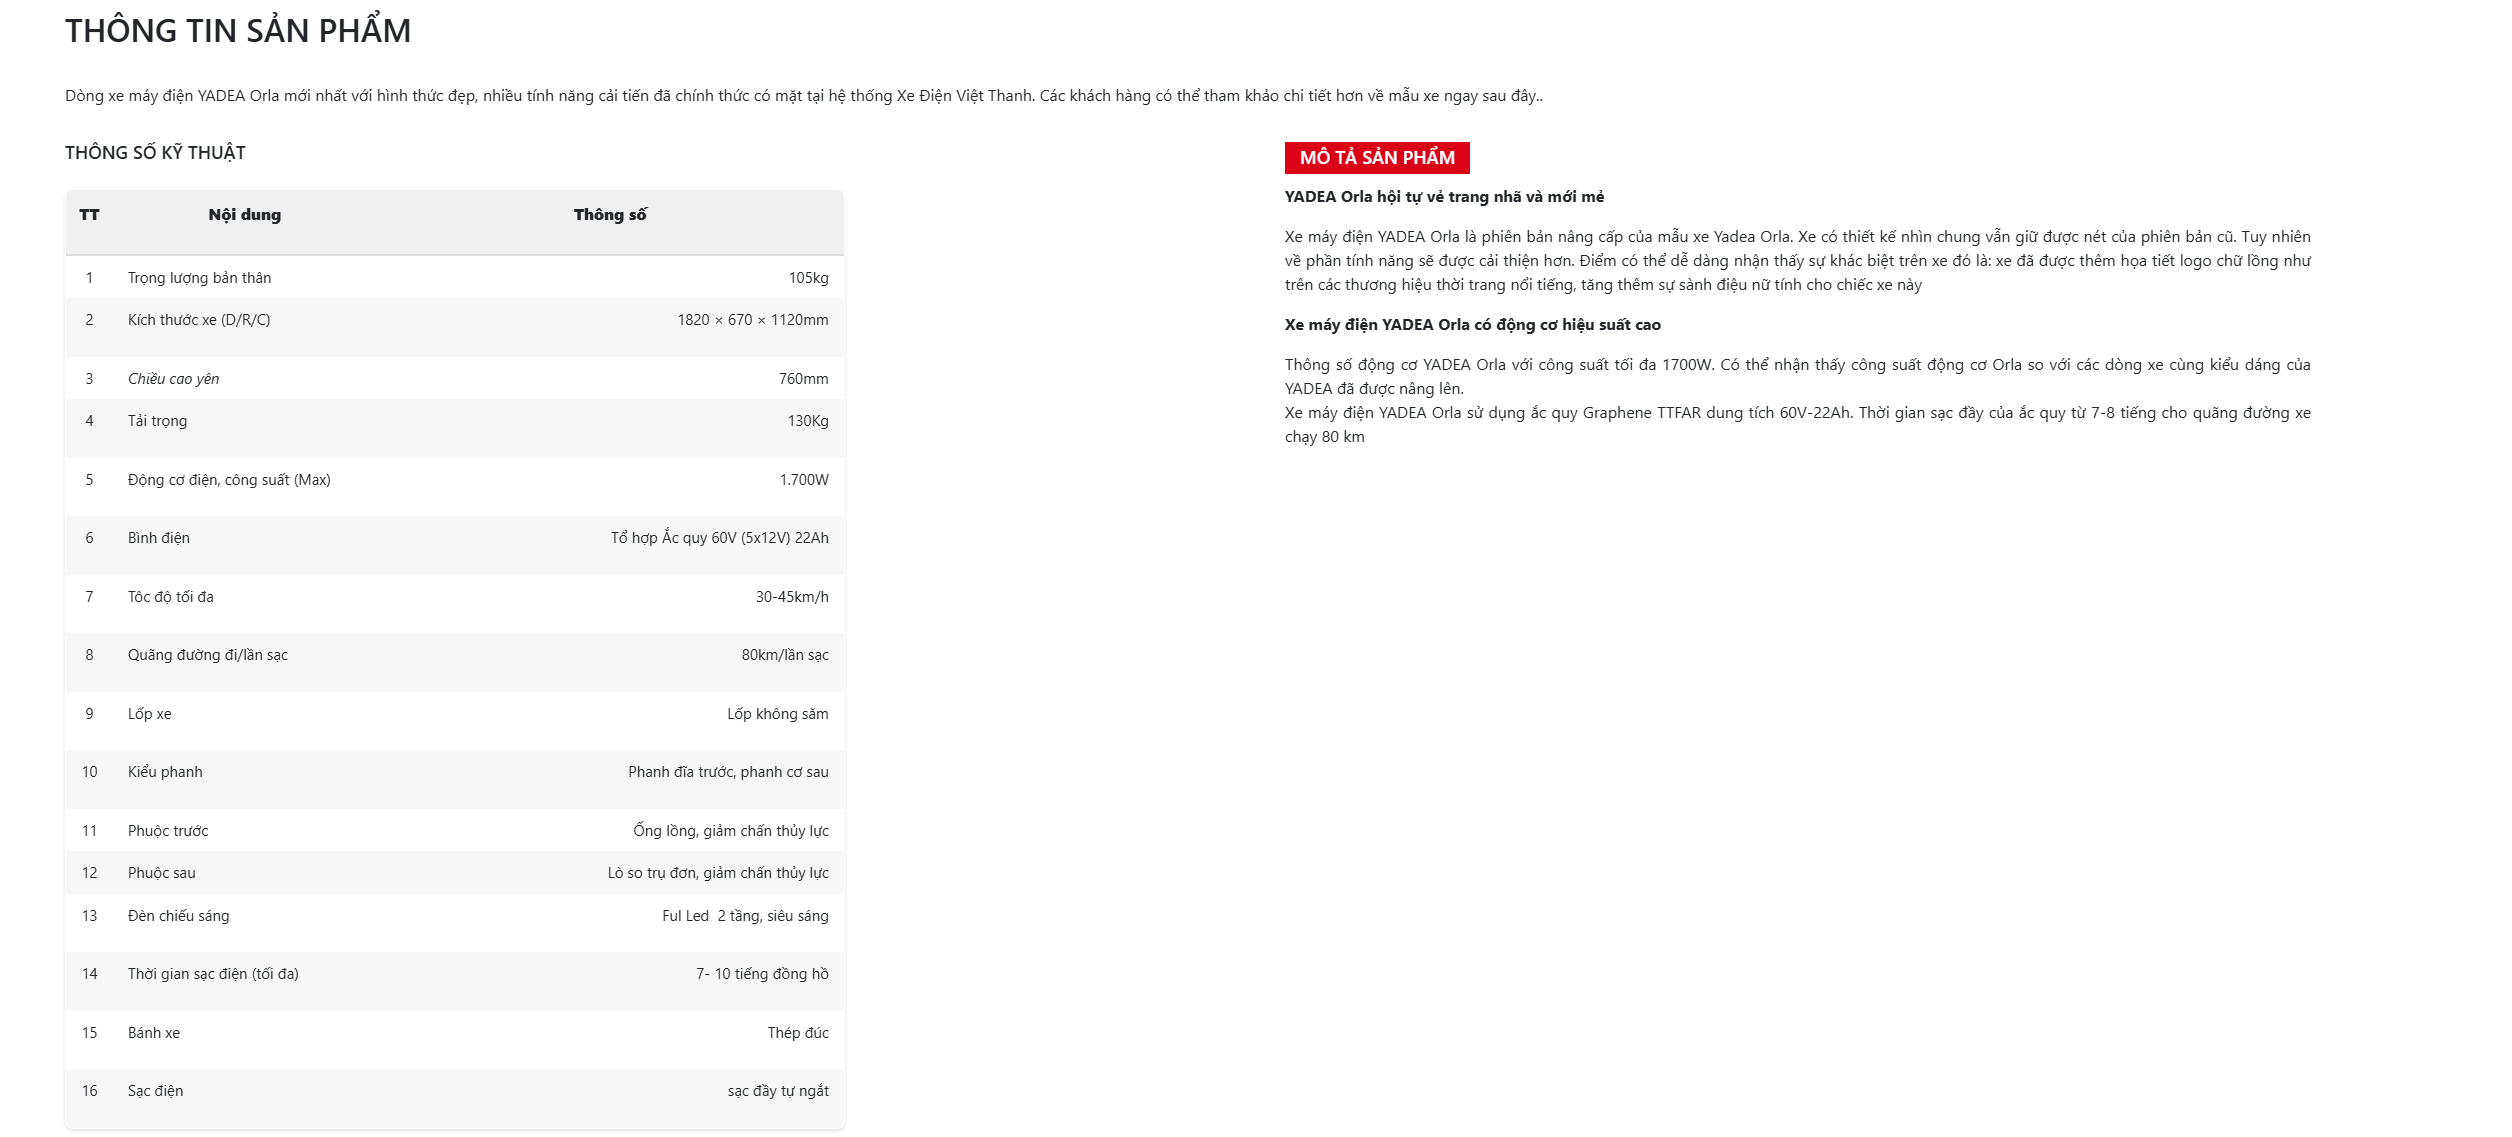 THÔNG TIN SẢN PHẨM
Dòng xe máy điện YADEA Orla mới nhất với hình thức đẹp, nhiều tính năng cải tiến đã chính thức có mặt tại hệ thống Xe Điện Việt Thanh. Các khách hàng có thể tham khảo chi tiết hơn về mẫu xe ngay sau đây..
THÔNG SỐ KỸ THUẬT
TT Nội dung Thông số
1 Trọng lượng bản thân 105kg
2 Kích thước xe (D/R/C) 1820 × 670 × 1120mm
3 Chiều cao yên 760mm
4 Tải trọng 130Kg
5 Động cơ điện, công suất (Max) 1.700W
6 Bình điện Tổ hợp Ắc quy 60V (5x12V) 22Ah
7 Tôc độ tối đa 30-45km/h
8 Quãng đường đi/lần sạc 80km/lần sạc
9 Lốp xe Lốp không săm
10 Kiểu phanh Phanh đĩa trước, phanh cơ sau
11 Phuộc trước Ống lồng, giảm chấn thủy lực
12 Phuộc sau Lò so trụ đơn, giảm chấn thủy lực
13 Đèn chiếu sáng Ful Led  2 tầng, siêu sáng
14 Thời gian sạc điện (tối đa) 7- 10 tiếng đồng hồ
15 Bánh xe Thép đúc
16 Sạc điện sạc đầy tự ngắt
MÔ TẢ SẢN PHẨM
YADEA Orla hội tự vẻ trang nhã và mới mẻ
Xe máy điện YADEA Orla là phiên bản nâng cấp của mẫu xe Yadea Orla. Xe có thiết kế nhìn chung vẫn giữ được nét của phiên bản cũ. Tuy nhiên
về phần tính năng sẽ được cải thiện hơn. Điểm có thể dễ dàng nhận thấy sự khác biệt trên xe đó là: xe đã được thêm họa tiết logo chữ lồng như
trên các thương hiệu thời trang nổi tiếng, tăng thêm sự sành điệu nữ tính cho chiếc xe này
Xe máy điện YADEA Orla có động cơ hiệu suất cao
Thông số động cơ YADEA Orla với công suất tối đa 1700W. Có thể nhận thấy công suất động cơ Orla so với các dòng xe cùng kiểu dáng của
YADEA đã được nâng lên.
Xe máy điện YADEA Orla sử dụng ắc quy Graphene TTFAR dung tích 60V-22Ah. Thời gian sạc đầy của ắc quy từ 7-8 tiếng cho quãng đường xe
chạy 80 km